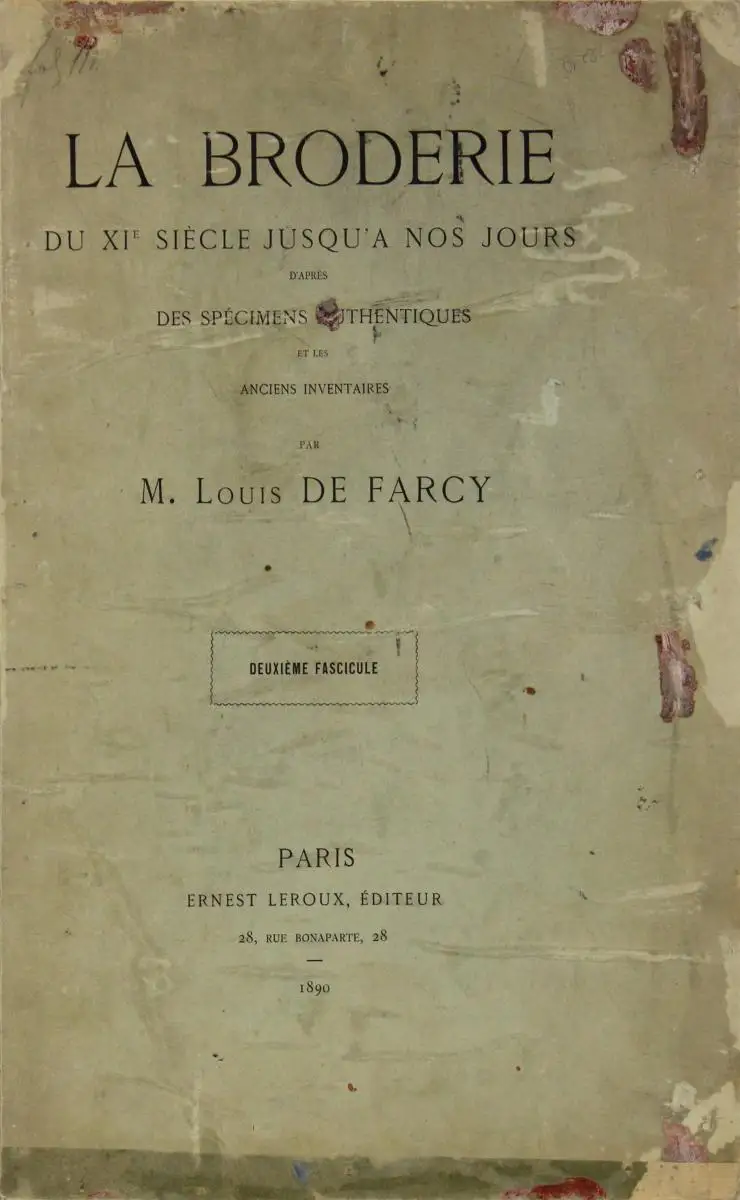 LA BRODERIE
DU XIE SIÈCLE JUSQU'A NOS JOURS
D'APRÈS
DES SPÉCIMENS AUTHENTIQUES
ET LES
ANCIENS INVENTAIRES
PAR
M. LOUIS DE FARCY
DEUXIÈME FASCICULE
PARIS
ERNEST LEROUX, ÉDITEUR
28, RUE BONAPARTE, 28
1890